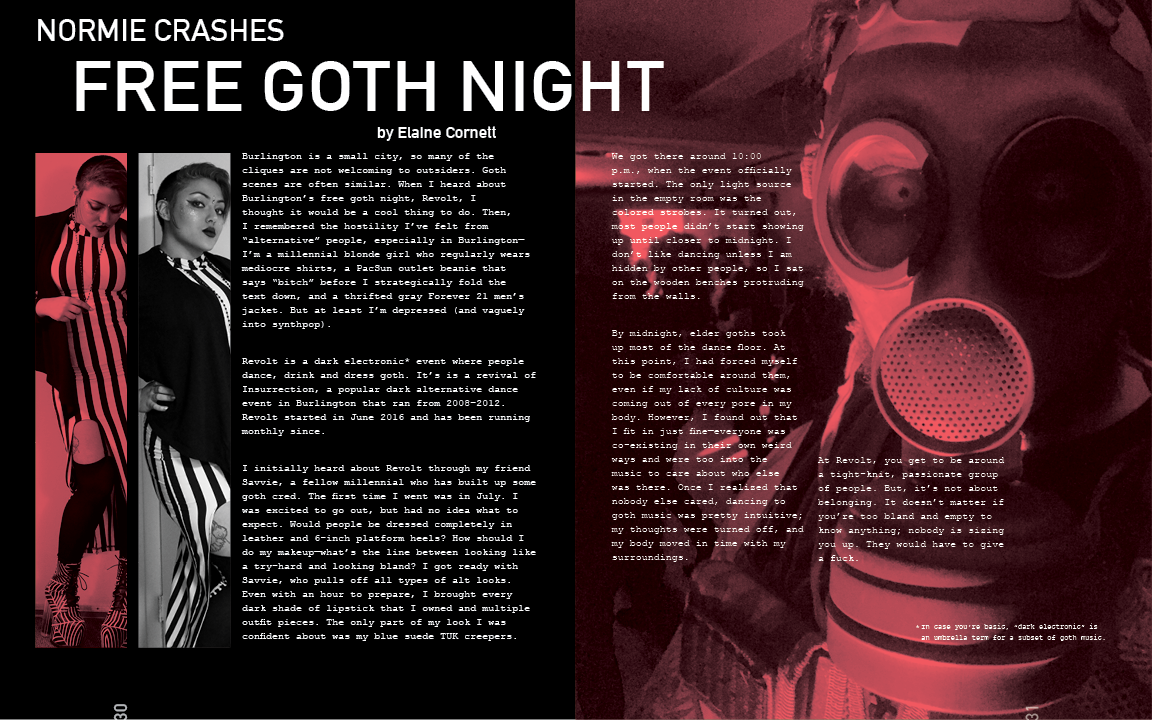 NORMIE CRASHES
FREE GOTH NIGHT
by Elaine Cornett
Burlington is a small city, so many of the
cliques are not welcoming to outsiders. Goth
scenes are often similar. When I heard about
Burlington's free goth night, Revolt, I
thought it would be a cool thing to do. Then,
I remembered the hostility I've felt from
“alternative” people, especially in Burlington—
I'm a millennial blonde girl who regularly wears
mediocre shirts, a PacSun outlet beanie that
says “bitch” before I strategically fold the
text down, and a thrifted gray Forever 21 men's
jacket. But at least I'm depressed (and vaguely
into synthpop).
Revolt is a dark electronic* event where people
dance, drink and dress goth. It's is a revival of
Insurrection, a popular dark alternative dance
event in Burlington that ran from 2008-2012.
Revolt started in June 2016 and has been running
monthly since.
I initially heard about Revolt through my friend
Savvie, a fellow millennial who has built up some
goth cred. The first time I went was in July. I
was excited to go out, but had no idea what to
expect. Would people be dressed completely in
leather and 6-inch platform heels? How should I
do my makeup—what's the line between looking like
a try-hard and looking bland? I got ready with
Savvie, who pulls off all types of alt looks.
Even with an hour to prepare, I brought every
dark shade of lipstick that I owned and multiple
outfit pieces. The only part of my look I was
confident about was my blue suede TUK creepers.
30
We got there around 10:00
p.m., when the event officially
started. The only light source
in the empty room was the
colored strobes. It turned out,
most people didn't start showing
up until closer to midnight. I
don't like dancing unless I am
hidden by other people, so I sat
on the wooden benches protruding
from the walls.
By midnight, elder goths took
up most of the dance floor. At
this point, I had forced myself
to be comfortable around them,
even if my lack of culture was
coming out of every pore in my
body. However, I found out that
I fit in just fine—everyone was
co-existing in their own weird
ways and were too into the
music to care about who else
was there. Once I realized that
nobody else cared, dancing to
goth music was pretty intuitive;
my thoughts were turned off, and
my body moved in time with my
surroundings.
At Revolt, you get to be around
a tight-knit, passionate group
of people. But, it's not about
belonging. It doesn't matter if
you're too bland and empty to
know anything; nobody is sizing
you up. They would have to give
a fuck.
*In case you're basic, "dark electronic" is
an umbrella term for a subset of goth music.
31